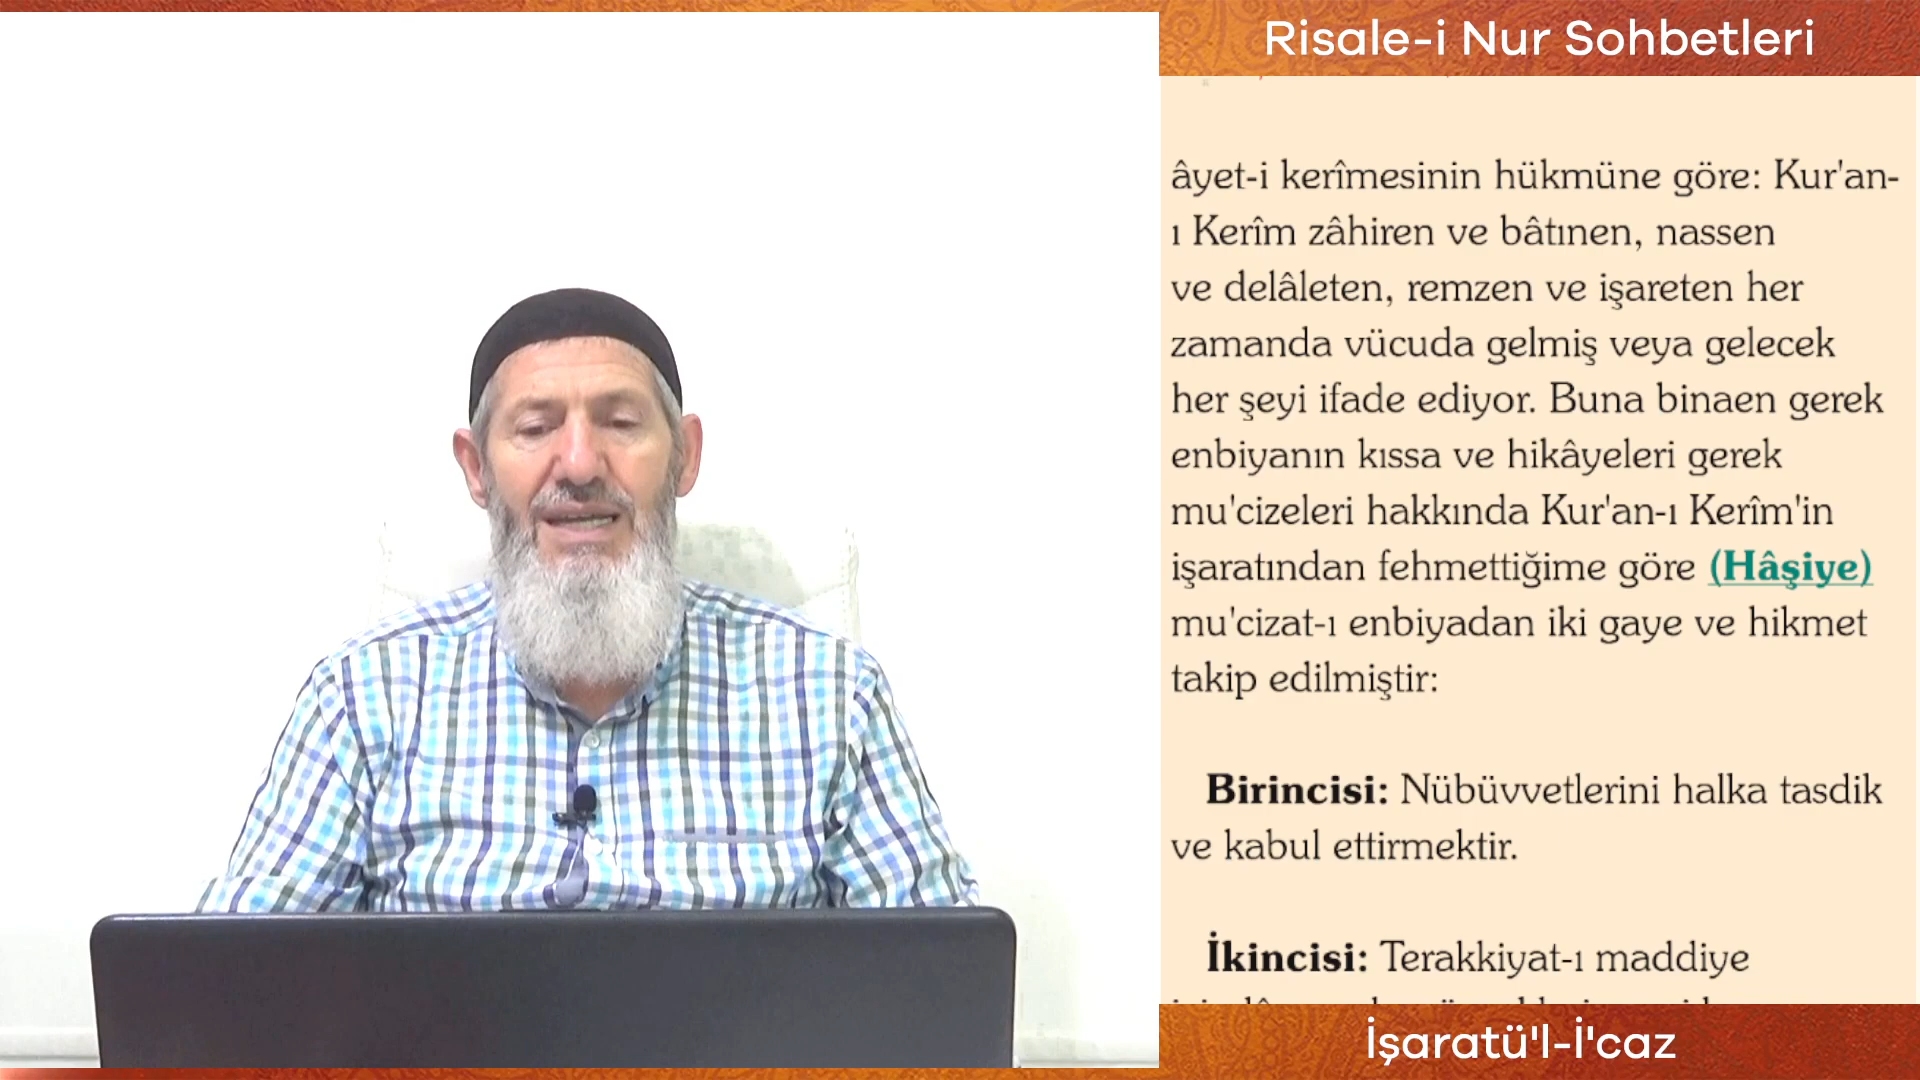 Risale-i Nur Sohbetleri
âyet-i kerîmesinin hükmüne göre: Kur'an-
ı Kerîm zâhiren ve bâtınen, nassen
ve delâleten, remzen ve işareten her
zamanda vücuda gelmiş veya gelecek
her şeyi ifade ediyor. Buna binaen gerek
enbiyanın kıssa ve hikâyeleri gerek
mu'cizeleri hakkında Kur'an-ı Kerîm'in
işaratından fehmettiğime göre (Hâşiye)
mu'cizat-ı enbiyadan iki gaye ve hikmet
takip edilmiştir:
Birincisi: Nübüvvetlerini halka tasdik
ve kabul ettirmektir.
İkincisi: Terakkiyat-ı maddiye
İşaratü'l-İ'caz